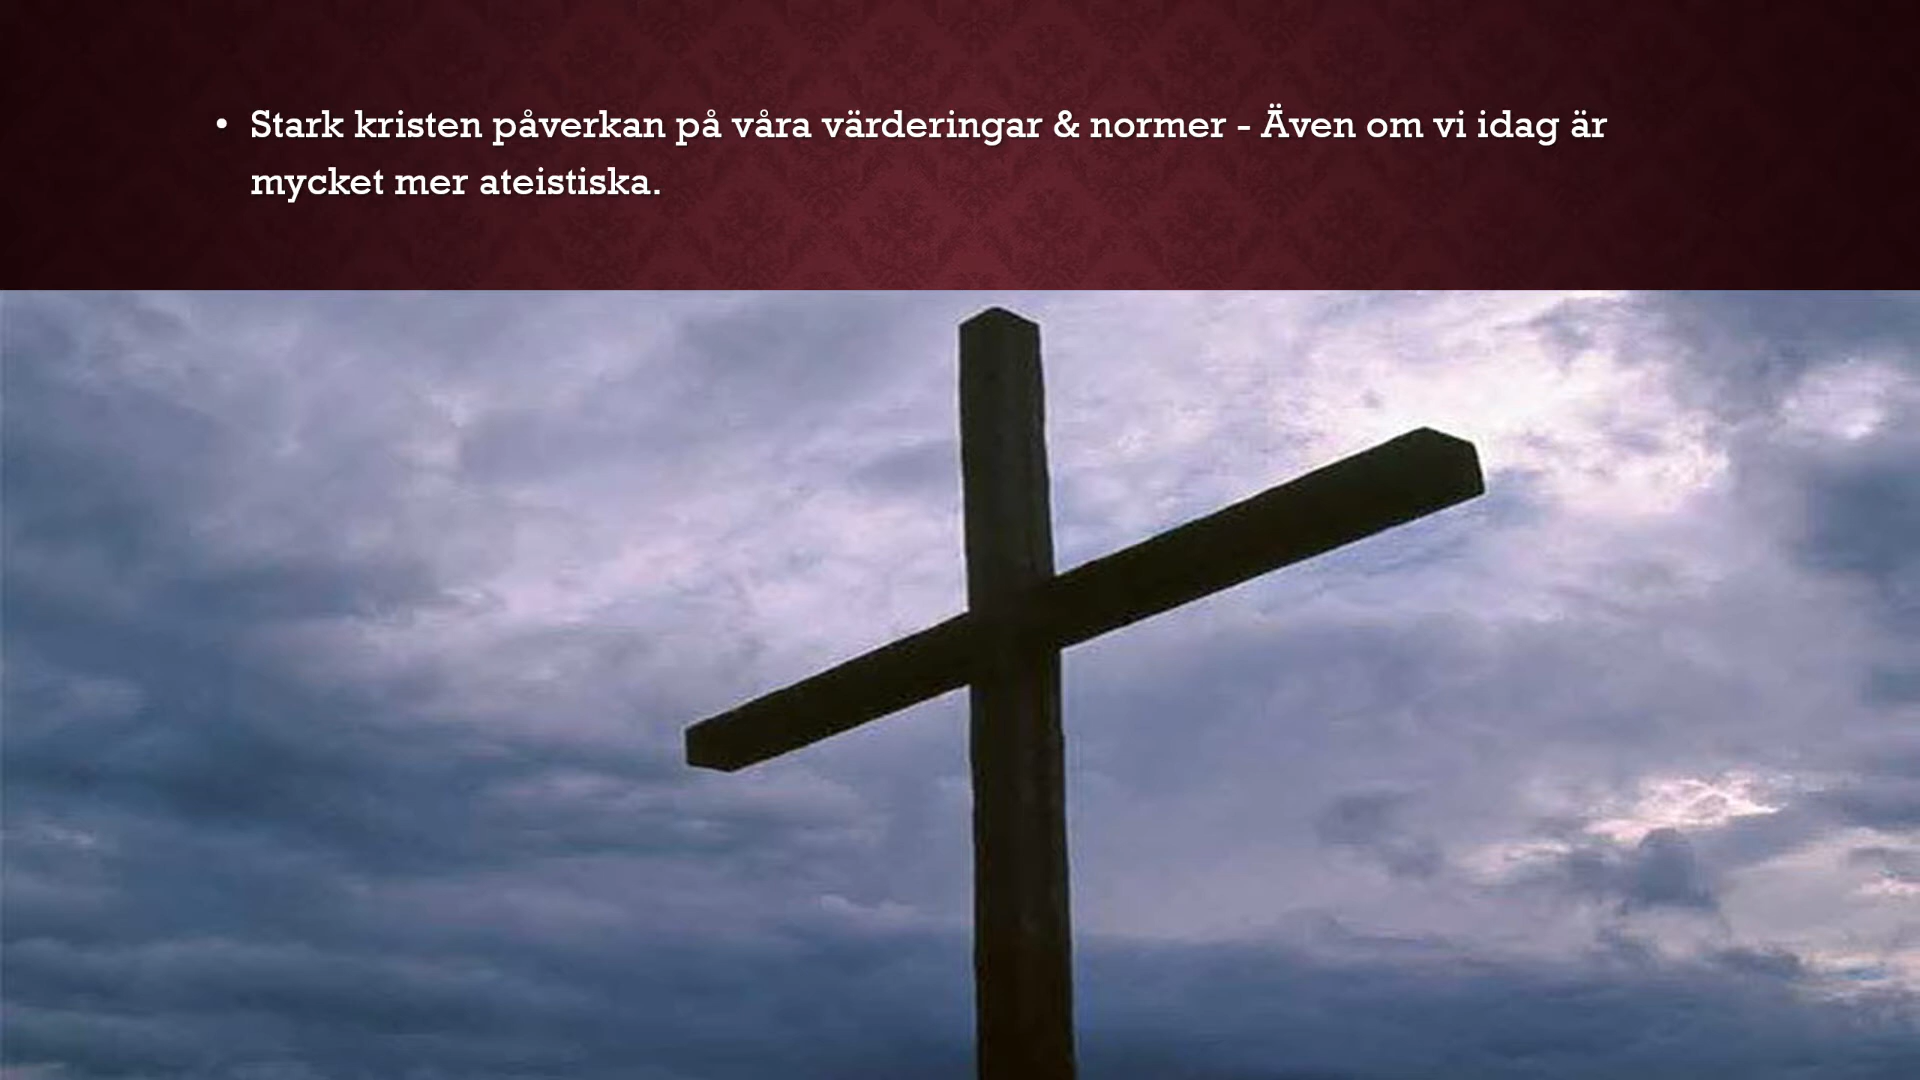 • Stark kristen påverkan på våra värderingar & normer - Även om vi idag är
mycket mer ateistiska.